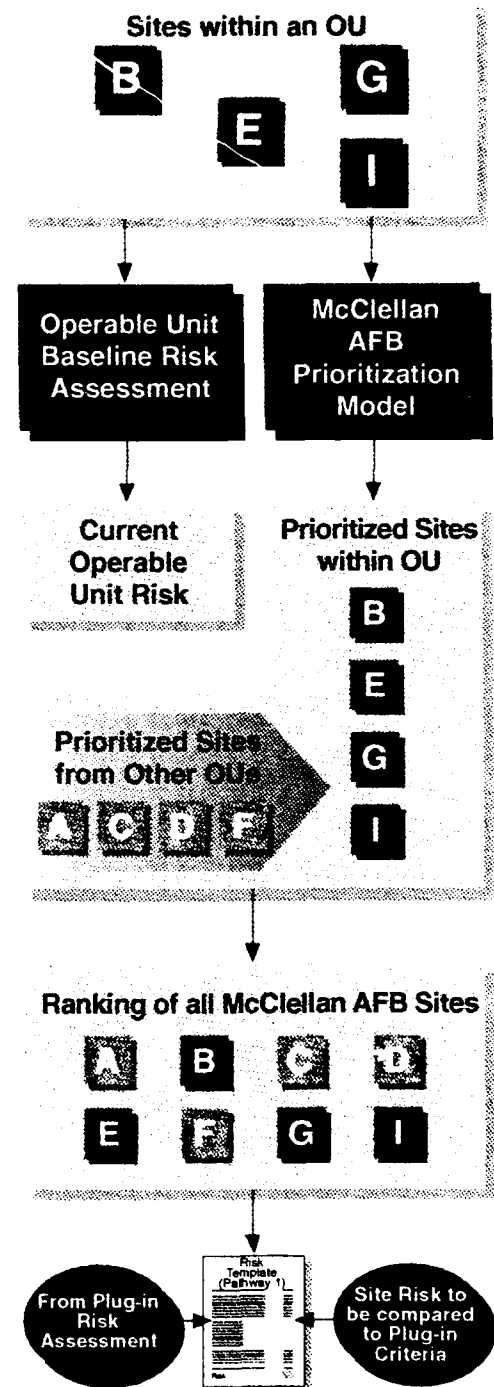 Sites within an OU
B
G
E
I
Operable Unit
Baseline Risk
Assessment
McClellan
AFB
Prioritization
Model
Current
Operable
Unit Risk
Prioritized Sites
within OU
B
E
G
I
Prioritized Sites
from Other OUs
A C D F
Ranking of all McClellan AFB Sites
A B C D
E F G I
From Plug-in
Risk
Assessment
Risk
Template
(Pathway 1)
Risk
Site Risk to
be compared
to Plug-in
Criteria